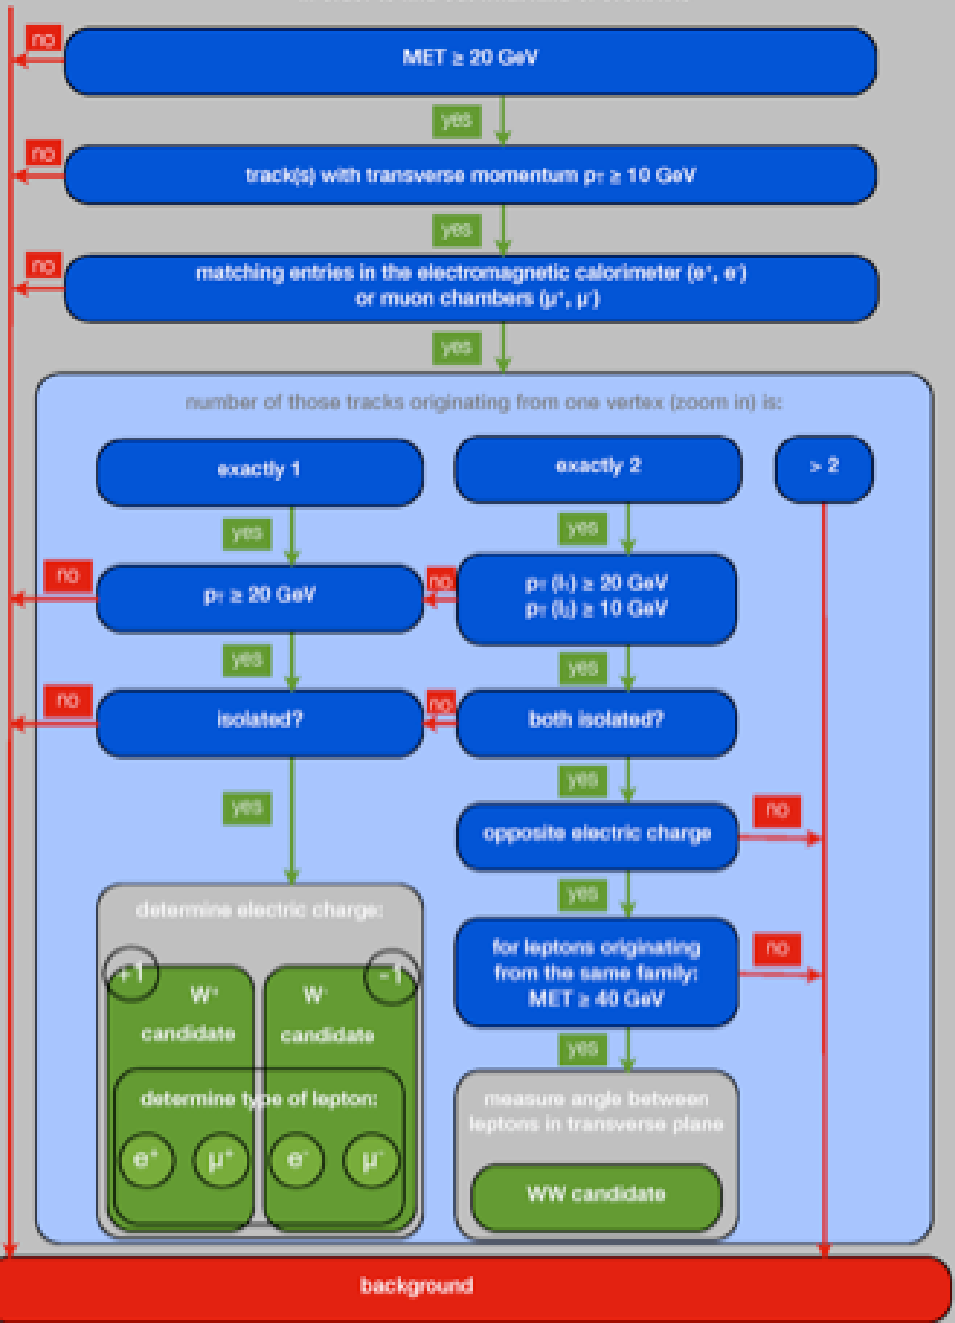 no
MET ≥ 20 GeV
yes
no
track(s) with transverse momentum pT ≥ 10 GeV
yes
no
matching entries in the electromagnetic calorimeter (e⁺, e⁻)
or muon chambers (μ⁺, μ⁻)
yes
number of those tracks originating from one vertex (zoom in) is:
exactly 1
exactly 2
> 2
yes
yes
no
pT ≥ 20 GeV
no
pT (l₁) ≥ 20 GeV
pT (l₂) ≥ 10 GeV
yes
yes
no
isolated?
no
both isolated?
yes
yes
opposite electric charge
no
yes
determine electric charge:
for leptons originating
from the same family:
MET ≥ 40 GeV
no
+1
W⁺
candidate
W⁻
-1
candidate
yes
determine type of lepton:
e⁺
μ⁺
e⁻
μ⁻
measure angle between
leptons in transverse plane
WW candidate
background